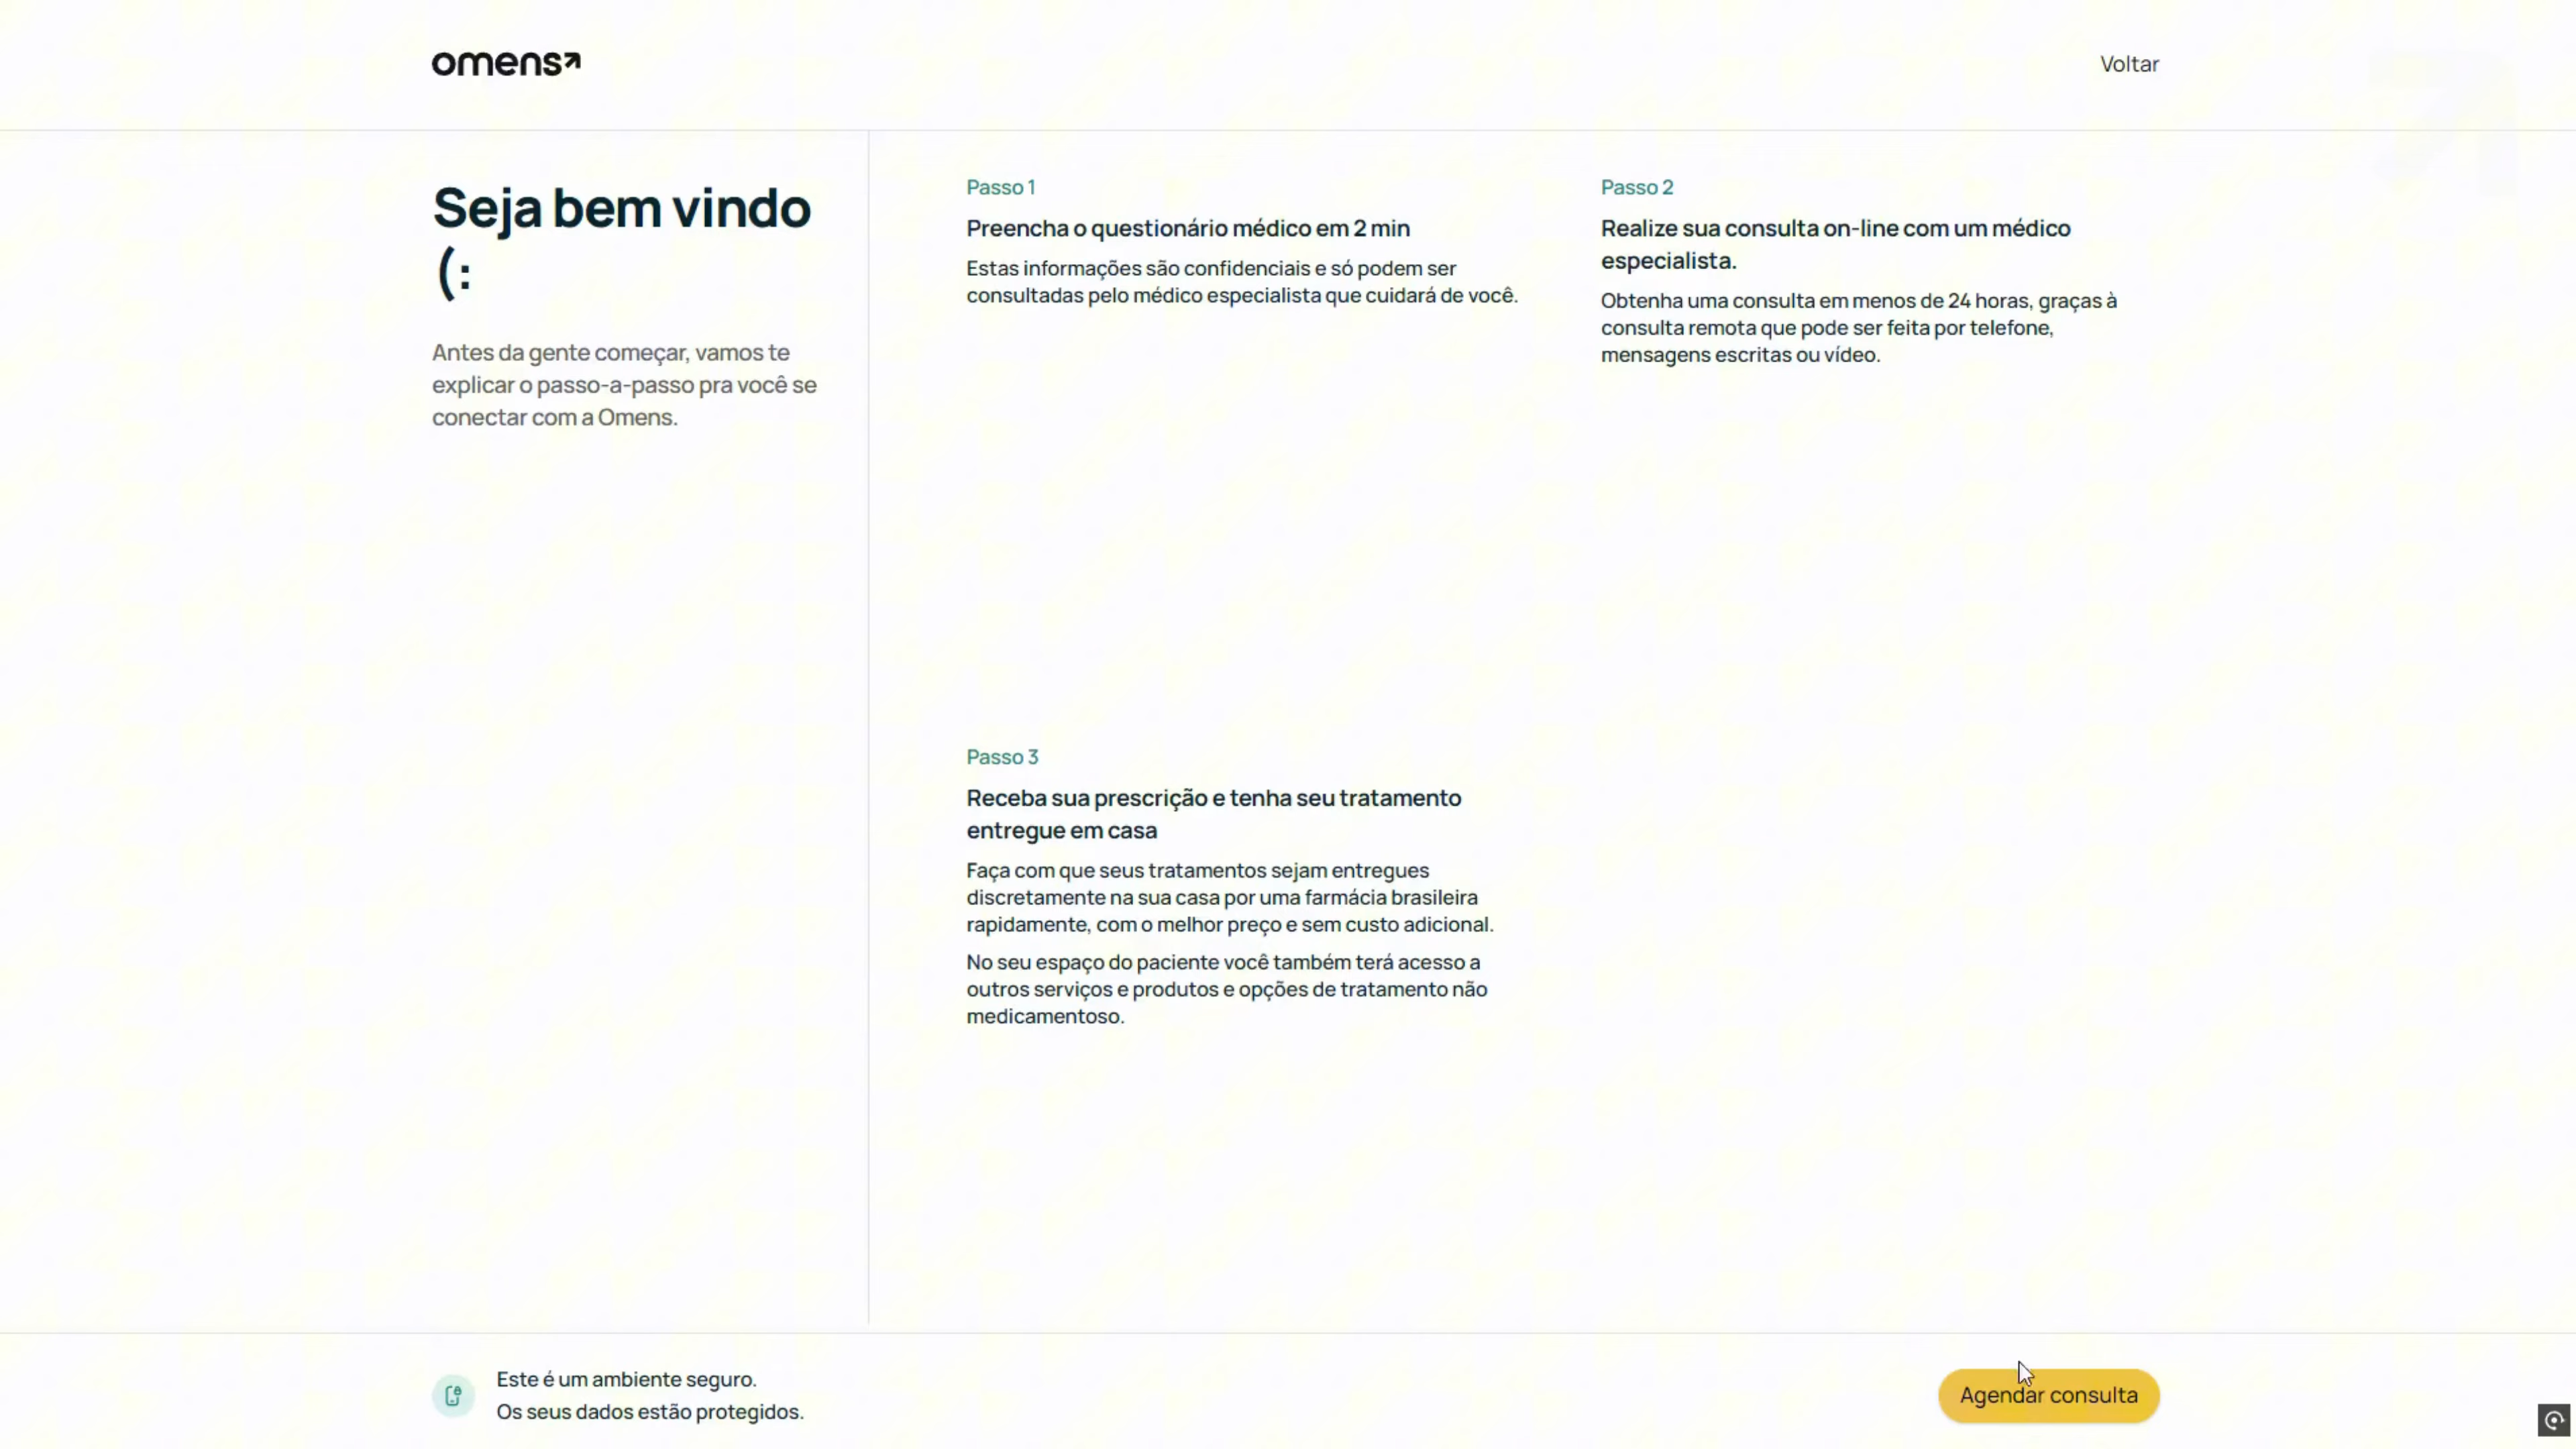 omens
Voltar
Seja bem vindo
(:
Antes da gente começar, vamos te
explicar o passo-a-passo pra você se
conectar com a Omens.
Passo 1
Preencha o questionário médico em 2 min
Estas informações são confidenciais e só podem ser
consultadas pelo médico especialista que cuidará de você.
Passo 2
Realize sua consulta on-line com um médico
especialista.
Obtenha uma consulta em menos de 24 horas, graças à
consulta remota que pode ser feita por telefone,
mensagens escritas ou vídeo.
Passo 3
Receba sua prescrição e tenha seu tratamento
entregue em casa
Faça com que seus tratamentos sejam entregues
discretamente na sua casa por uma farmácia brasileira
rapidamente, com o melhor preço e sem custo adicional.
No seu espaço do paciente você também terá acesso a
outros serviços e produtos e opções de tratamento não
medicamentoso.
Este é um ambiente seguro.
Os seus dados estão protegidos.
Agendar consulta